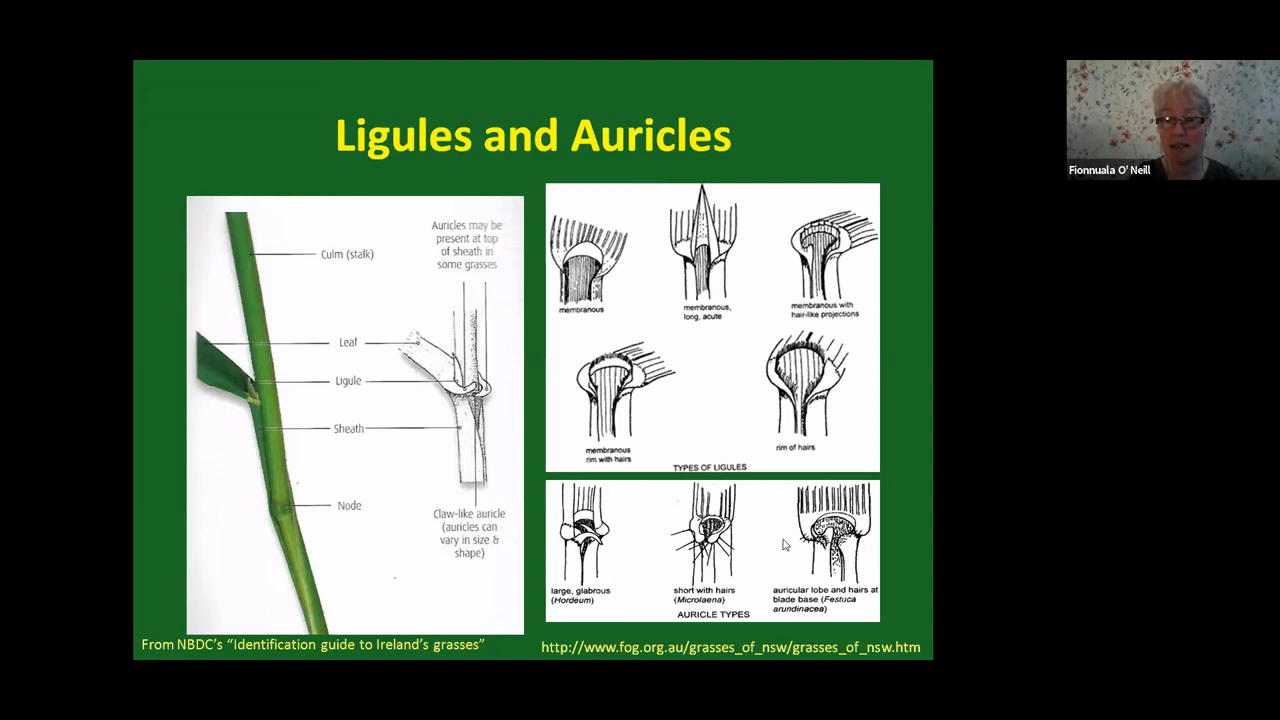 Ligules and Auricles
Culm (stalk)
Auricles may be
present at top
of sheath in
some grasses
Leaf
Ligule
Sheath
Node
Claw-like auricle
(auricles can
vary in size &
shape)
From NBDC's "Identification guide to Ireland's grasses"
membranous
membranous,
long, acute
membranous with
hair-like projections
membranous
rim with hairs
rim of hairs
TYPES OF LIGULES
large, glabrous
(Hordeum)
short with hairs
(Microlaena)
auricular lobe and hairs at
blade base (Festuca
arundinacea)
AURICLE TYPES
http://www.fog.org.au/grasses_of_nsw/grasses_of_nsw.htm
Fionnuala O' Neill